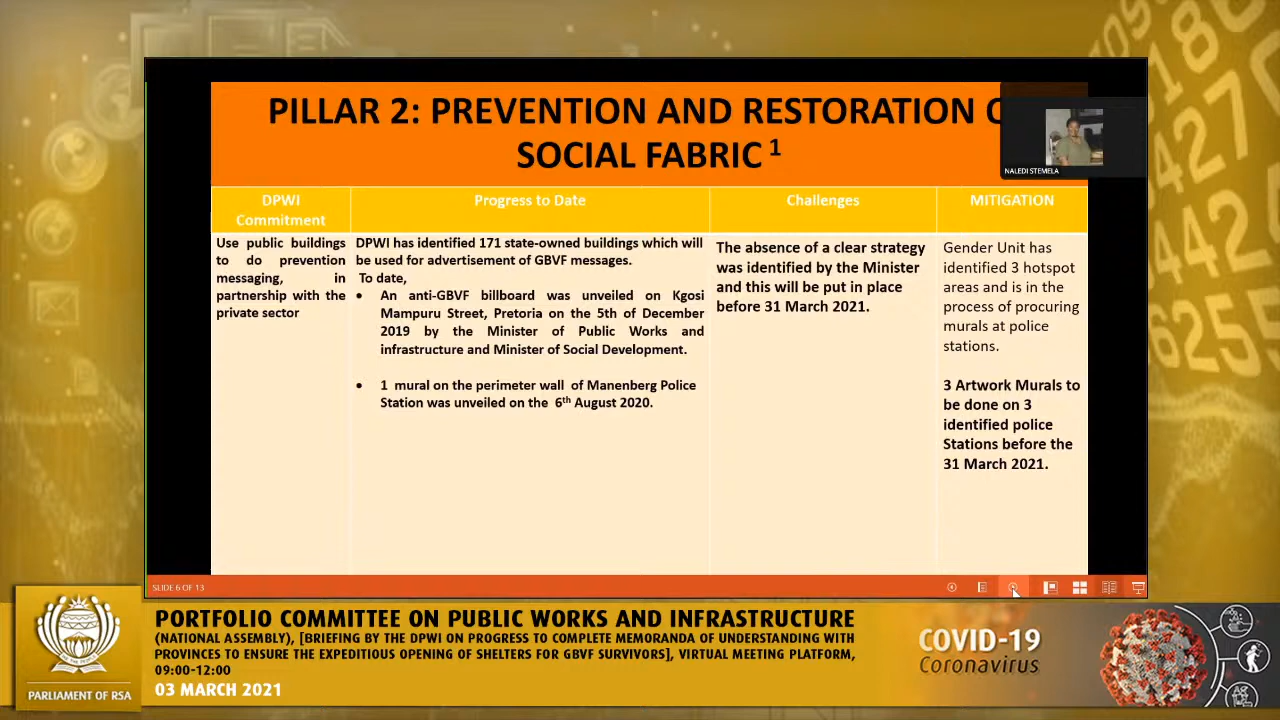 PILLAR 2: PREVENTION AND RESTORATION
SOCIAL FABRIC 1
NALEDI STEMELA
DPWI
Commitment
Progress to Date
Challenges
MITIGATION
Use public buildings
to do prevention
messaging, in
partnership with the
private sector
DPWI has identified 171 state-owned buildings which will
be used for advertisement of GBVF messages.
To date,
• An anti-GBVF billboard was unveiled on Kgosi
Mampuru Street, Pretoria on the 5th of December
2019 by the Minister of Public Works and
infrastructure and Minister of Social Development.
• 1 mural on the perimeter wall of Manenberg Police
Station was unveiled on the 6th August 2020.
The absence of a clear strategy
was identified by the Minister
and this will be put in place
before 31 March 2021.
Gender Unit has
identified 3 hotspot
areas and is in the
process of procuring
murals at police
stations.
3 Artwork Murals to
be done on 3
identified police
Stations before the
31 March 2021.
SLIDE 6 OF 13
PARLIAMENT OF RSA
PORTFOLIO COMMITTEE ON PUBLIC WORKS AND INFRASTRUCTURE
(NATIONAL ASSEMBLY), [BRIEFING BY THE DPWI ON PROGRESS TO COMPLETE MEMORANDA OF UNDERSTANDING WITH
PROVINCES TO ENSURE THE EXPEDITIOUS OPENING OF SHELTERS FOR GBVF SURVIVORS], VIRTUAL MEETING PLATFORM,
09:00-12:00
03 MARCH 2021
COVID-19
Coronavirus